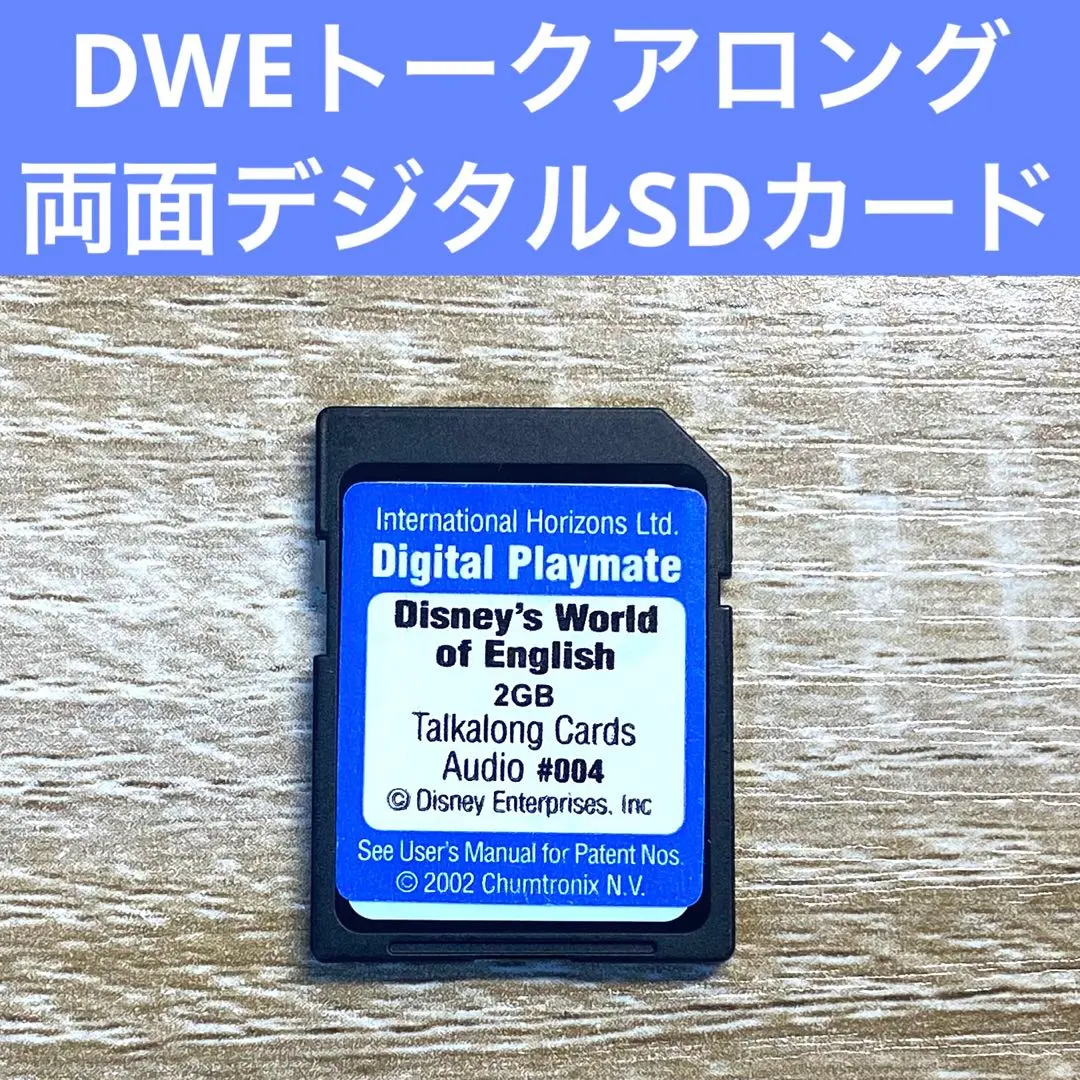 DWEトークアロング
両面デジタルSDカード
International Horizons Ltd.
Digital Playmate
Disney's World
of English
2GB
Talkalong Cards
Audio #004
© Disney Enterprises, Inc
See User's Manual for Patent Nos.
© 2002 Chumtronix N.V.